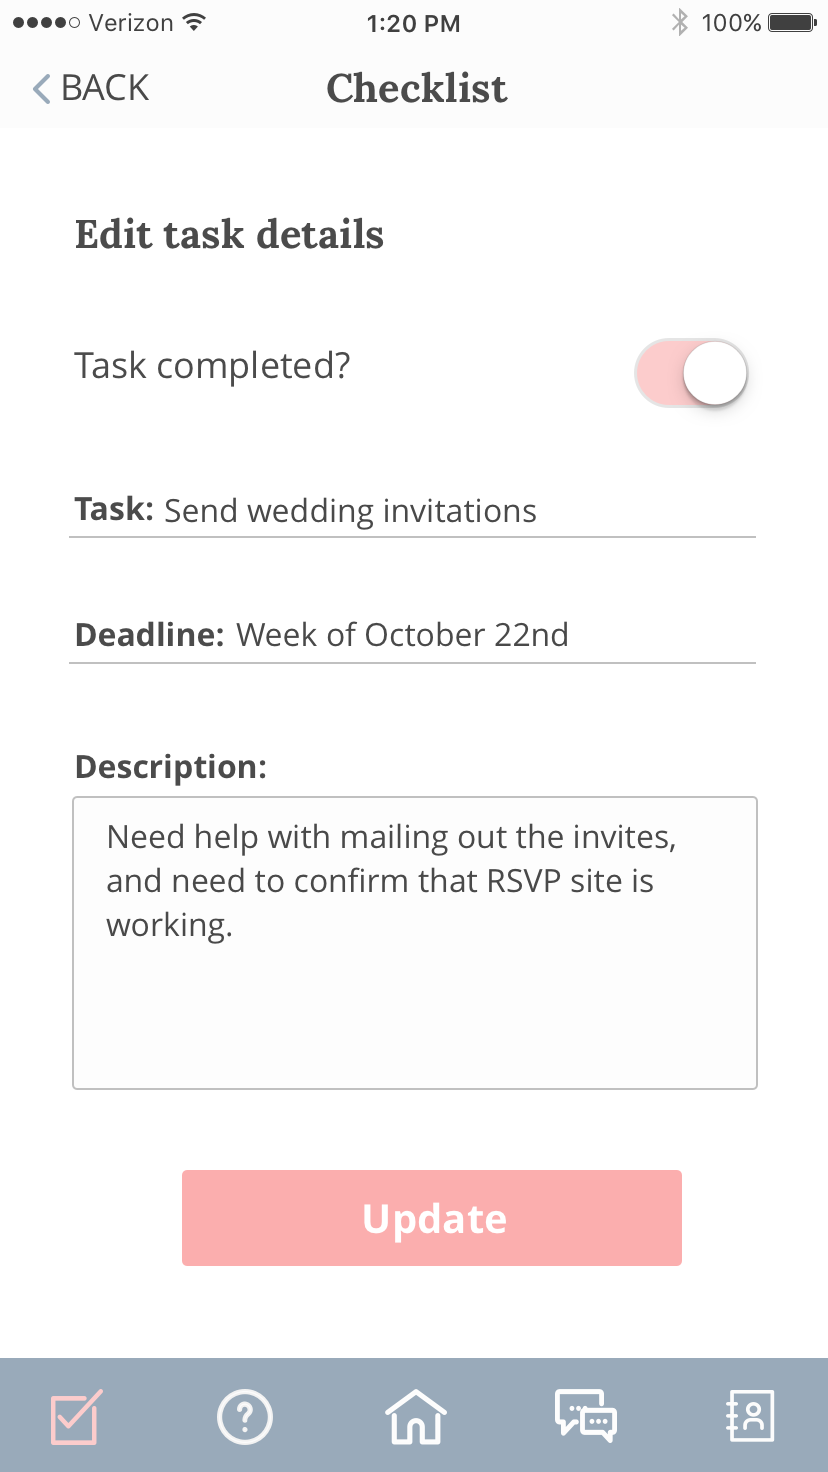 Verizon 1:20 PM 100%
BACK Checklist
Edit task details
Task completed?
Task: Send wedding invitations
Deadline: Week of October 22nd
Description:
Need help with mailing out the invites,
and need to confirm that RSVP site is
working.
Update
?